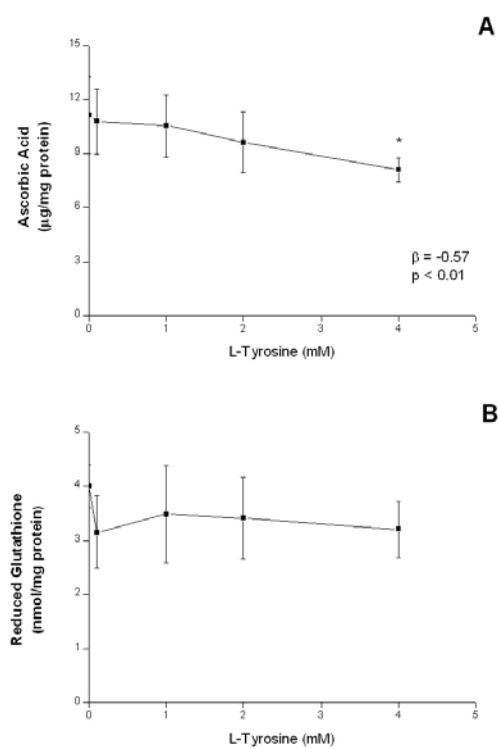 A
15
12
9
6
3
0
Ascorbic Acid
(µg/mg protein)
*
β = -0.57
p < 0.01
0 1 2 3 4 5
L-Tyrosine (mM)
B
5
4
3
2
1
0
Reduced Glutathione
(nmol/mg protein)
0 1 2 3 4 5
L-Tyrosine (mM)